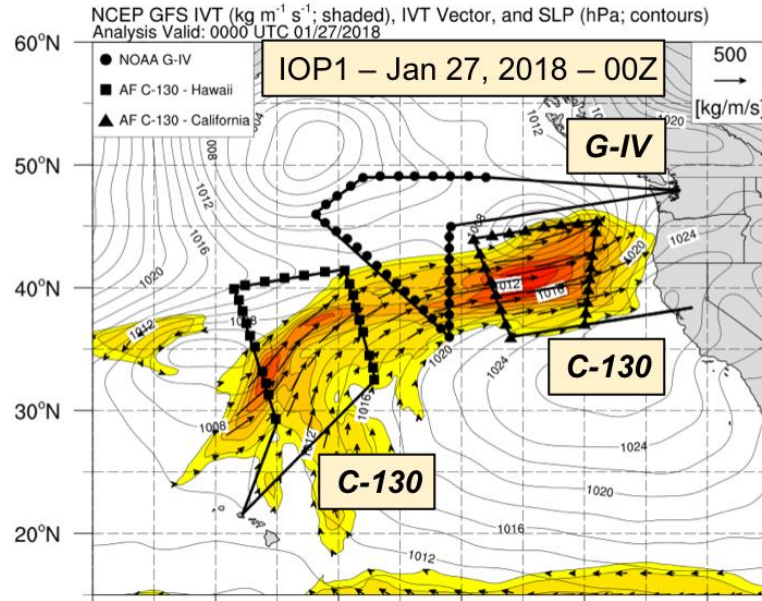 NCEP GFS IVT (kg m⁻¹ s⁻¹; shaded), IVT Vector, and SLP (hPa; contours)
Analysis Valid: 0000 UTC 01/27/2018
60°N
NOAA G-IV
AF C-130 - Hawaii
AF C-130 - California
IOP1 – Jan 27, 2018 – 00Z
500
[kg/m/s]
1020
1012
1008
G-IV
50°N
1012
1016
1008
1024
1020
1020
40°N
1012
1016
1008
1012
1020
1024
C-130
30°N
1016
1008
1012
1024
C-130
1020
20°N
1016
1012